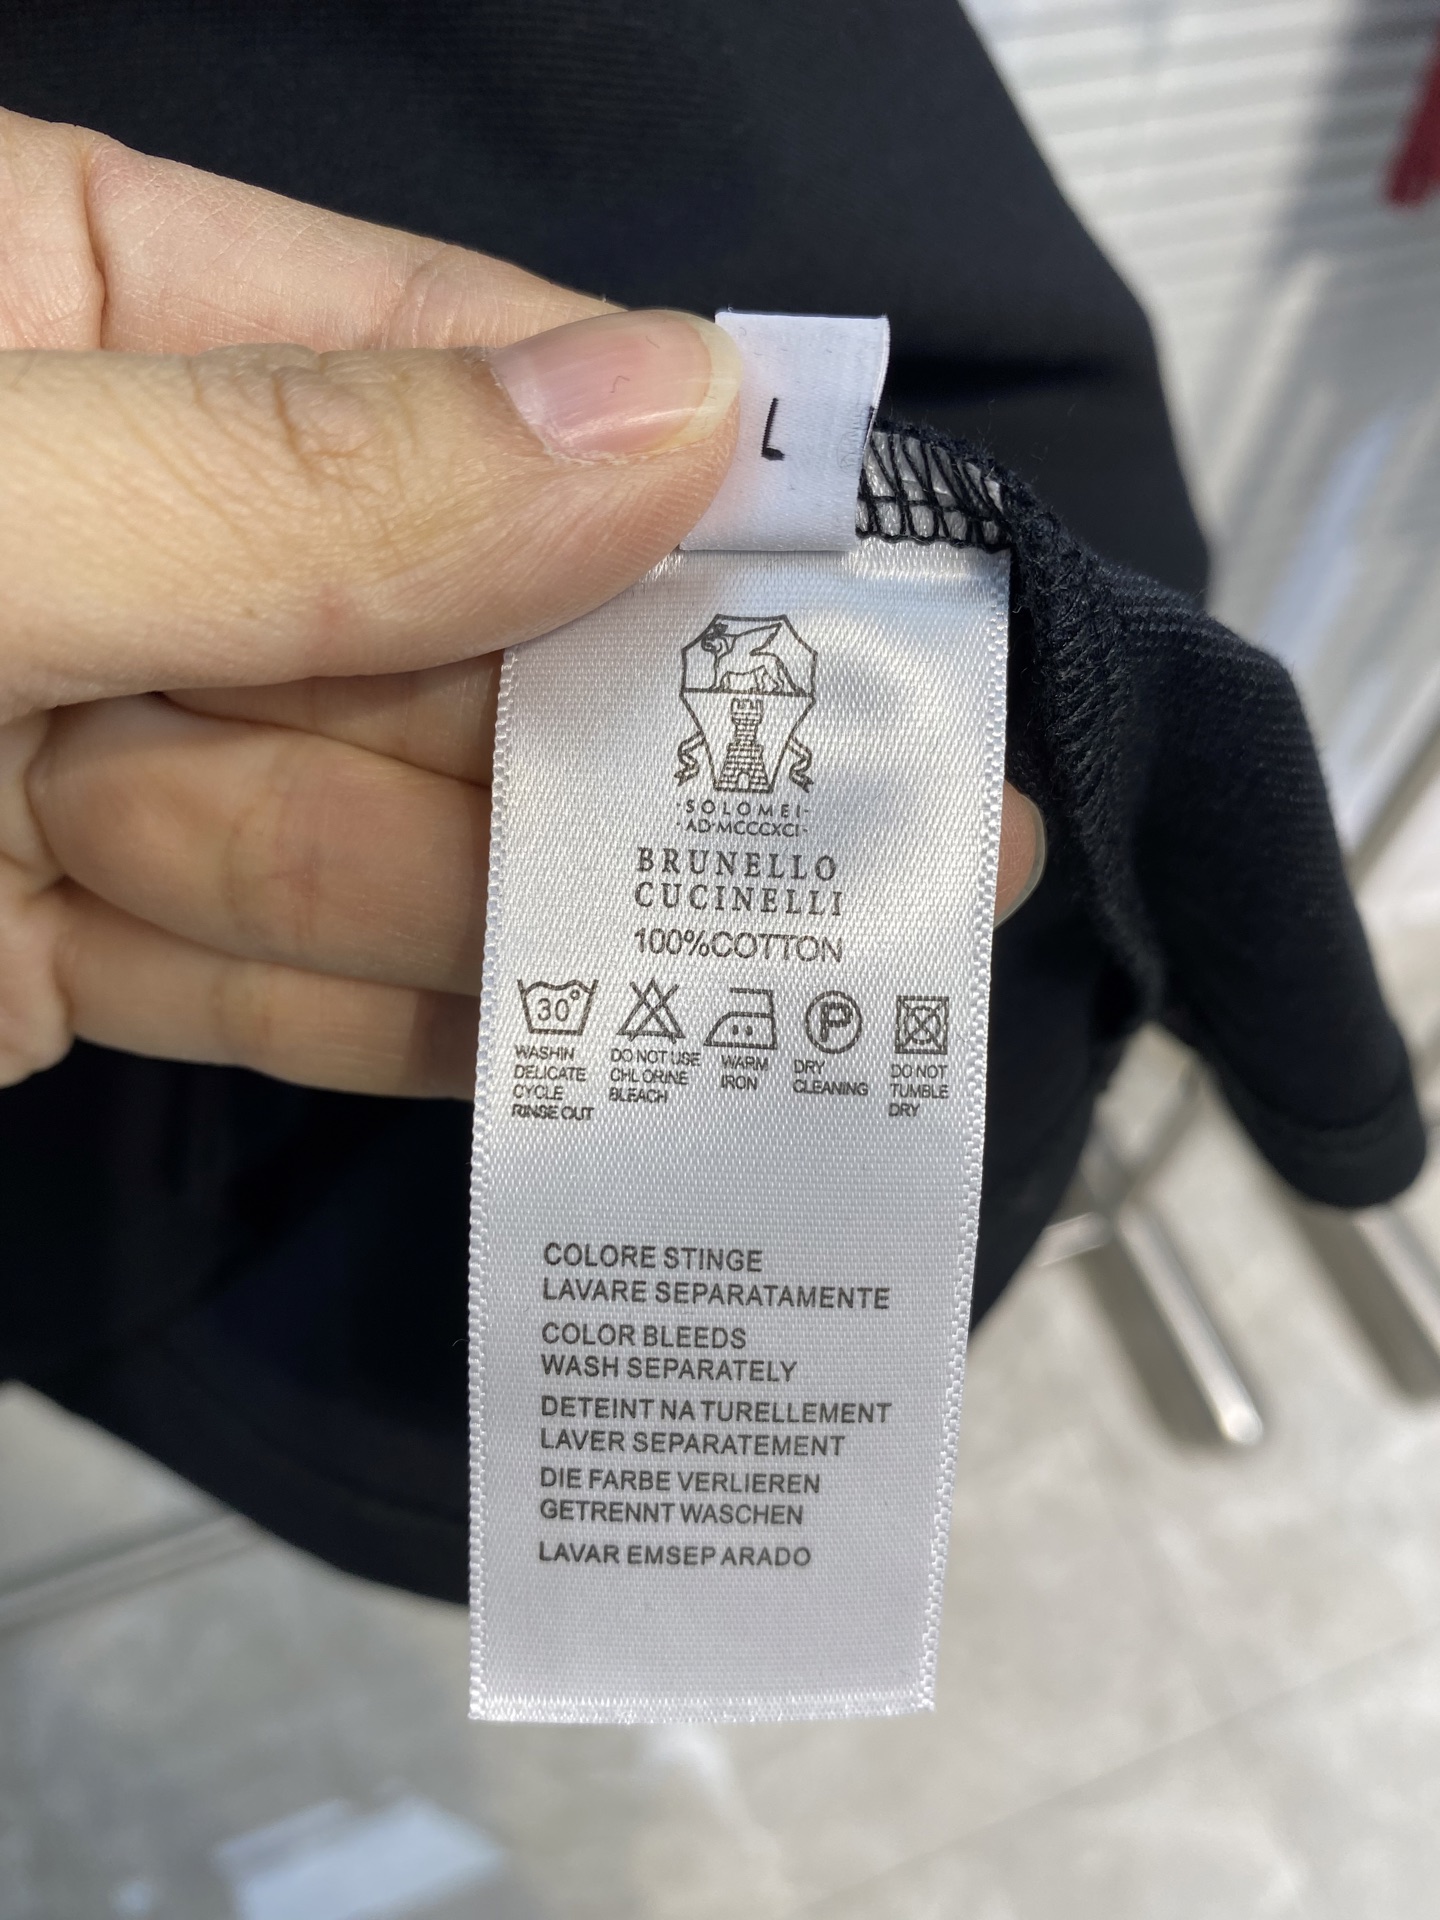 L
·SOLOMEI·
·AD·MCCCXCI·
BRUNELLO
CUCINELLI
100%COTTON
30°
P
WASHIN
DELICATE
CYCLE
RINSE OUT
DO NOT USE
CHLORINE
BLEACH
WARM
IRON
DRY
CLEANING
DO NOT
TUMBLE
DRY
COLORE STINGE
LAVARE SEPARATAMENTE
COLOR BLEEDS
WASH SEPARATELY
DETEINT NA TURELLEMENT
LAVER SEPARATEMENT
DIE FARBE VERLIEREN
GETRENNT WASCHEN
LAVAR EMSEP ARADO